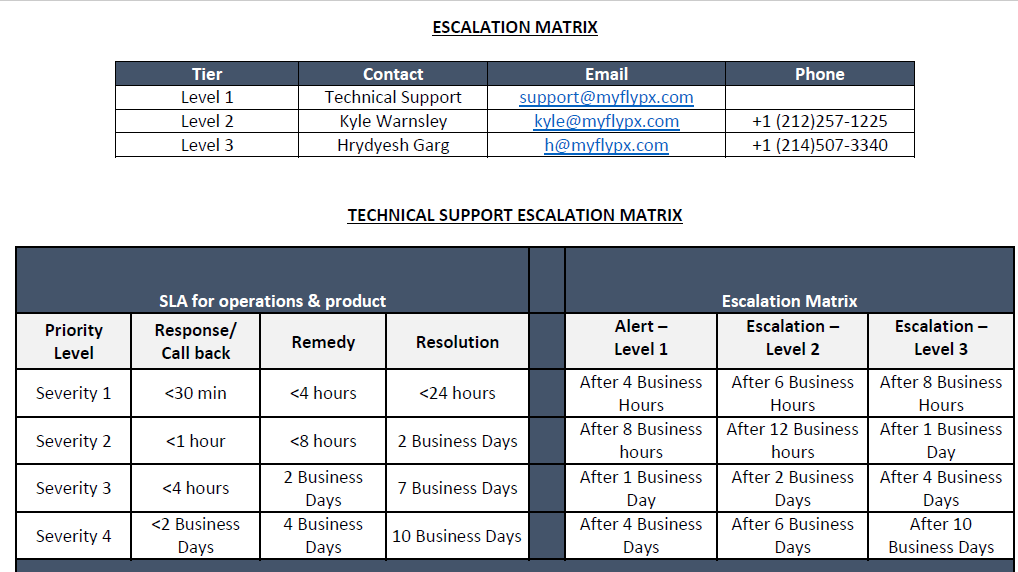 ESCALATION MATRIX
Tier Contact Email Phone
Level 1 Technical Support support@myflypx.com
Level 2 Kyle Warnsley kyle@myflypx.com +1 (212)257-1225
Level 3 Hrydyesh Garg h@myflypx.com +1 (214)507-3340
TECHNICAL SUPPORT ESCALATION MATRIX
SLA for operations & product Escalation Matrix
Priority Response/ Remedy Resolution Alert – Escalation – Escalation –
Level Call back Level 1 Level 2 Level 3
Severity 1 <30 min <4 hours <24 hours After 4 Business After 6 Business After 8 Business
Hours Hours Hours
Severity 2 <1 hour <8 hours 2 Business Days After 8 Business After 12 Business After 1 Business
hours hours Day
Severity 3 <4 hours 2 Business 7 Business Days After 1 Business After 2 Business After 4 Business
Days Day Days Days
Severity 4 <2 Business 4 Business 10 Business Days After 4 Business After 6 Business After 10
Days Days Days Days Business Days